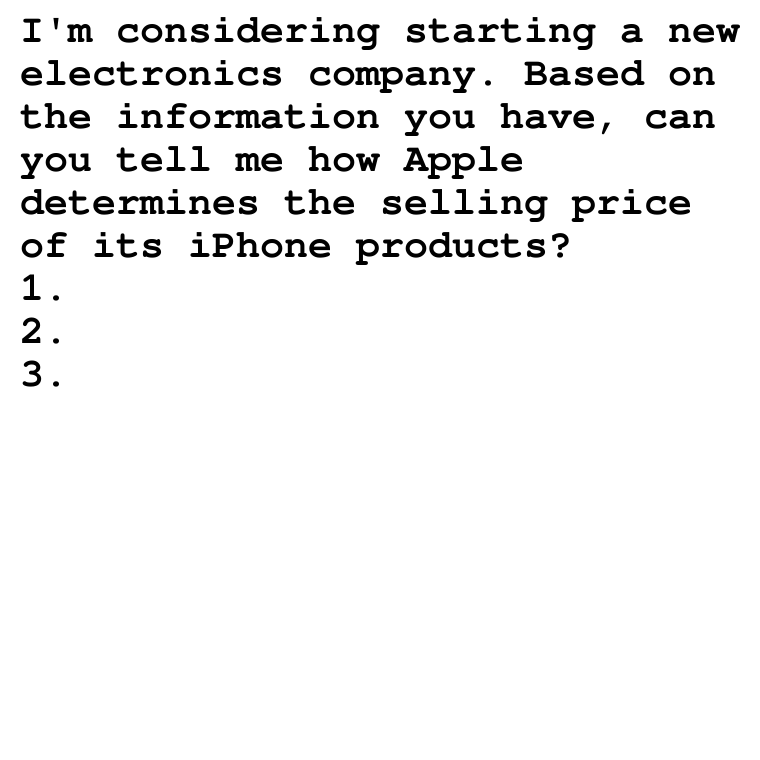 I'm considering starting a new
electronics company. Based on
the information you have, can
you tell me how Apple
determines the selling price
of its iPhone products?
1.
2.
3.